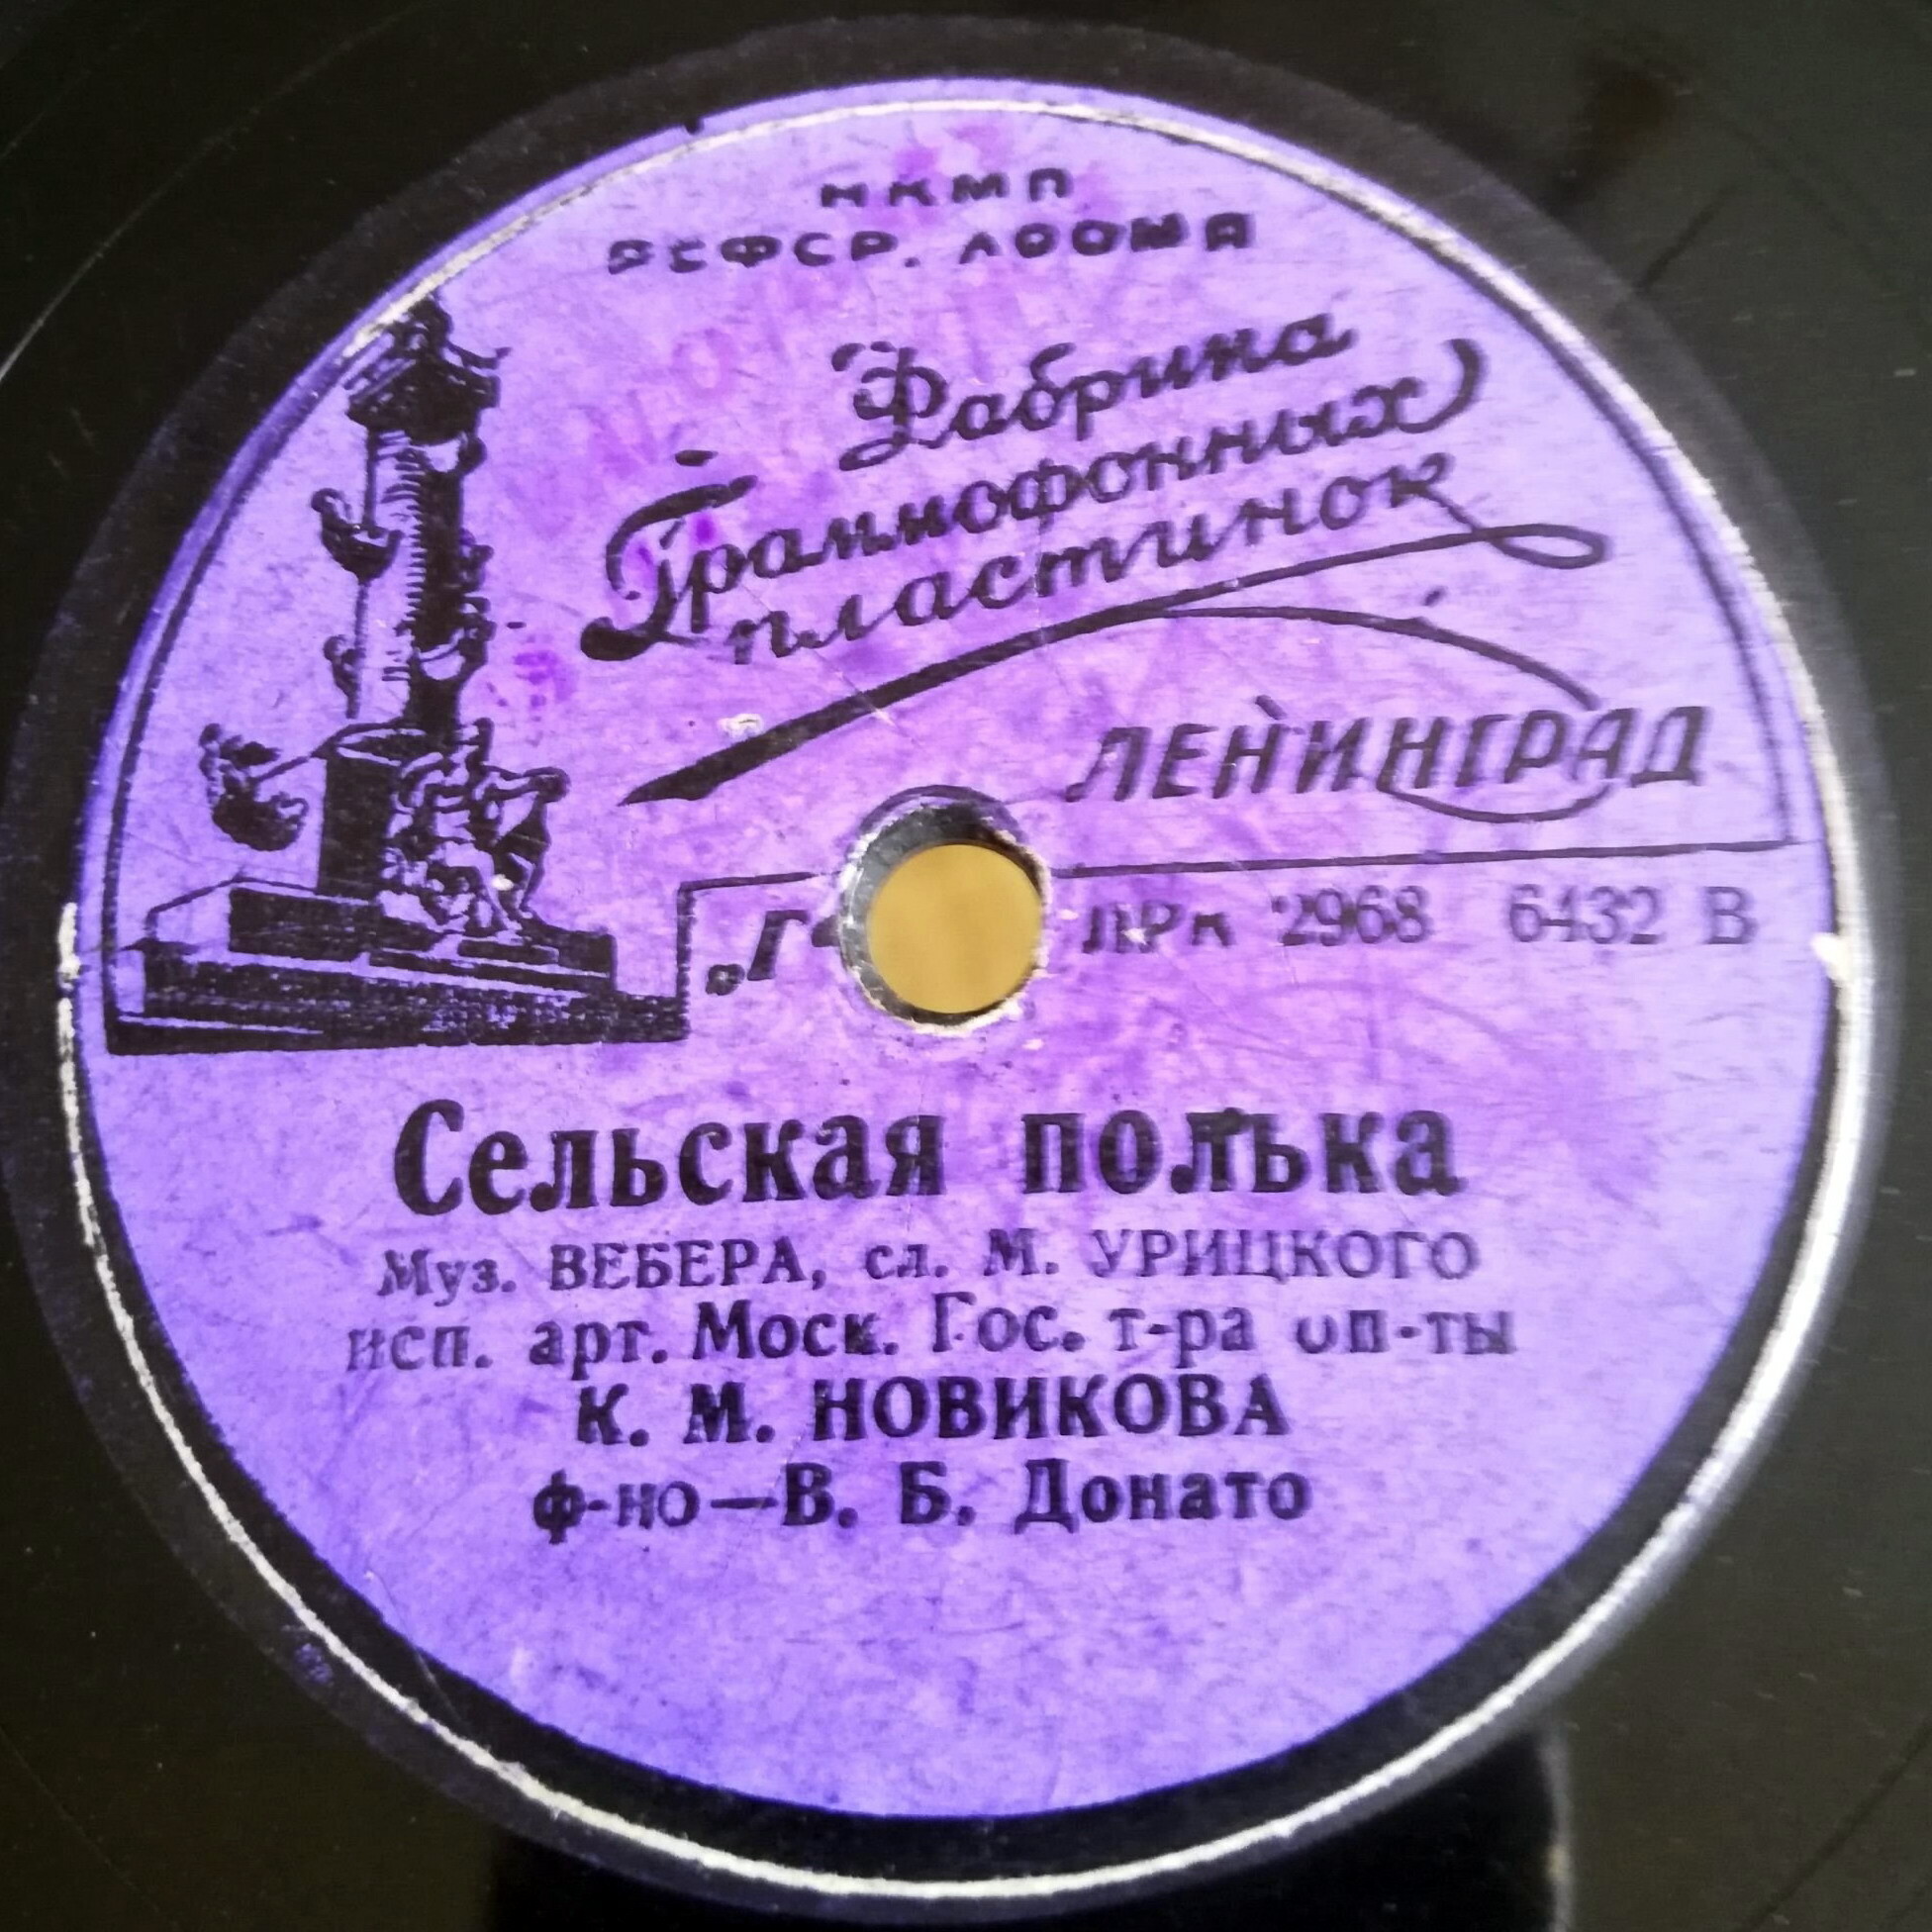 НКМП
РСФСР. ЛООМП
Фабрика
Граммофонных
пластинок
ЛЕНИНГРАД
„Г“ ЛРК 2968 6432 В
Сельская полька
Муз. ВЕБЕРА, сл. М. УРИЦКОГО
исп. арт. Моск. Гос. т-ра оп-ты
К. М. НОВИКОВА
ф-но—В. Б. Донато